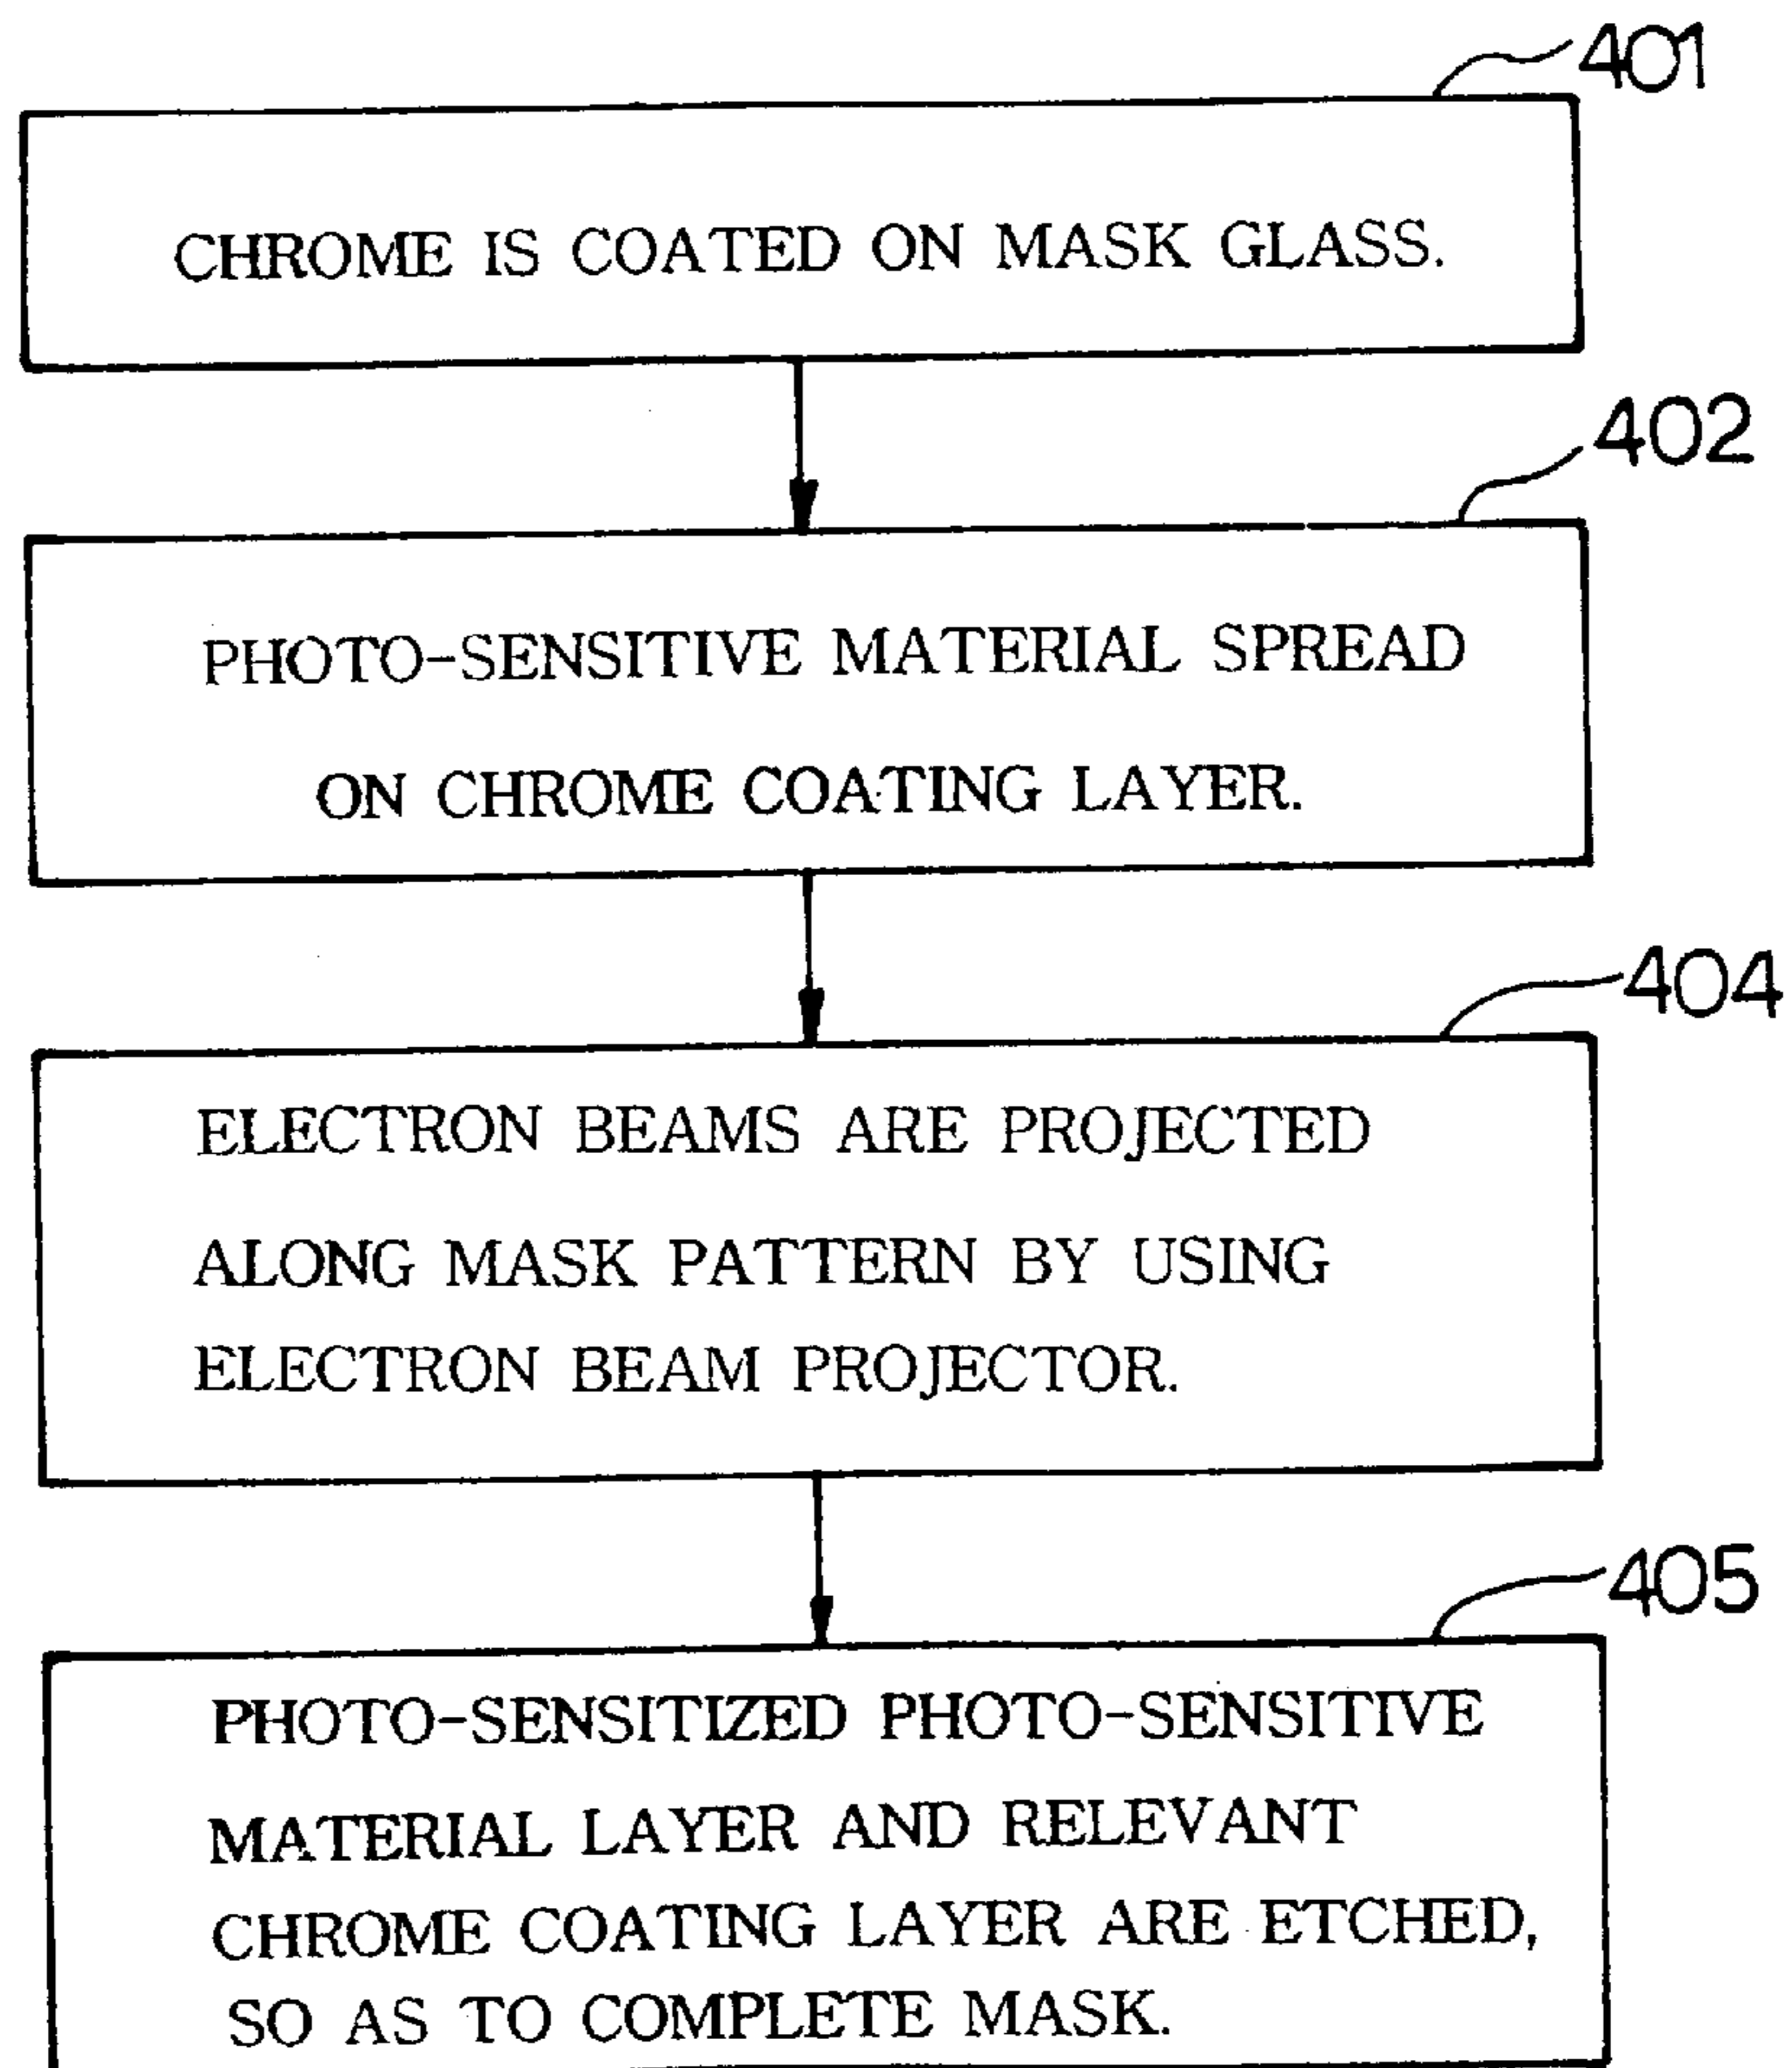 401
CHROME IS COATED ON MASK GLASS.
402
PHOTO-SENSITIVE MATERIAL SPREAD
ON CHROME COATING LAYER.
404
ELECTRON BEAMS ARE PROJECTED
ALONG MASK PATTERN BY USING
ELECTRON BEAM PROJECTOR.
405
PHOTO-SENSITIZED PHOTO-SENSITIVE
MATERIAL LAYER AND RELEVANT
CHROME COATING LAYER ARE ETCHED,
SO AS TO COMPLETE MASK.